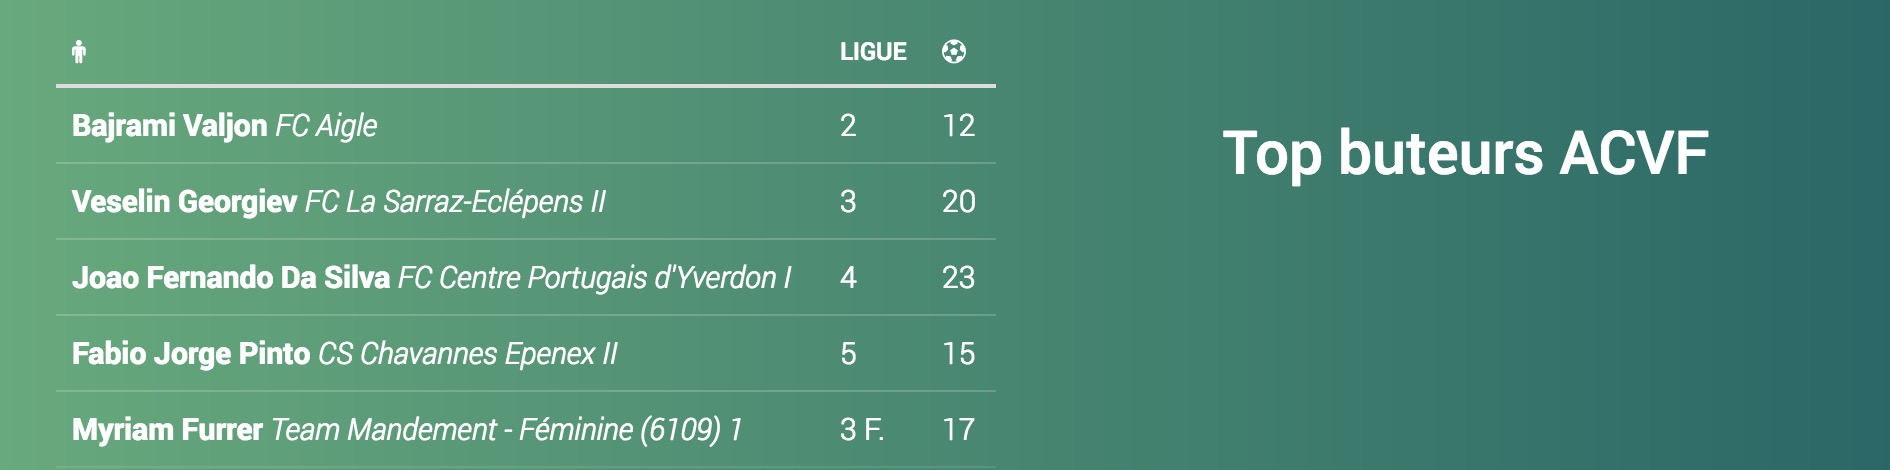 LIGUE
Bajrami Valjon FC Aigle 2 12
Veselin Georgiev FC La Sarraz-Eclépens II 3 20
Joao Fernando Da Silva FC Centre Portugais d'Yverdon I 4 23
Fabio Jorge Pinto CS Chavannes Epenex II 5 15
Myriam Furrer Team Mandement - Féminine (6109) 1 3 F. 17
Top buteurs ACVF